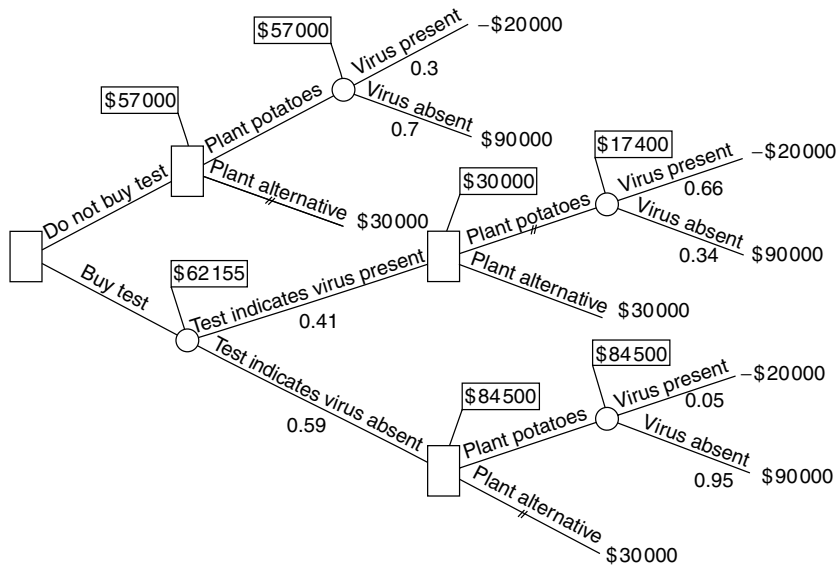 $57000
Virus present
–$20000
0.3
Virus absent
0.7
$90000
$57000
Plant potatoes
Plant alternative
$30000
Do not buy test
Buy test
$62155
Test indicates virus present
0.41
$30000
Plant potatoes
$17400
Virus present
–$20000
0.66
Virus absent
0.34
$90000
Plant alternative
$30000
Test indicates virus absent
0.59
$84500
Plant potatoes
$84500
Virus present
–$20000
0.05
Virus absent
0.95
$90000
Plant alternative
$30000